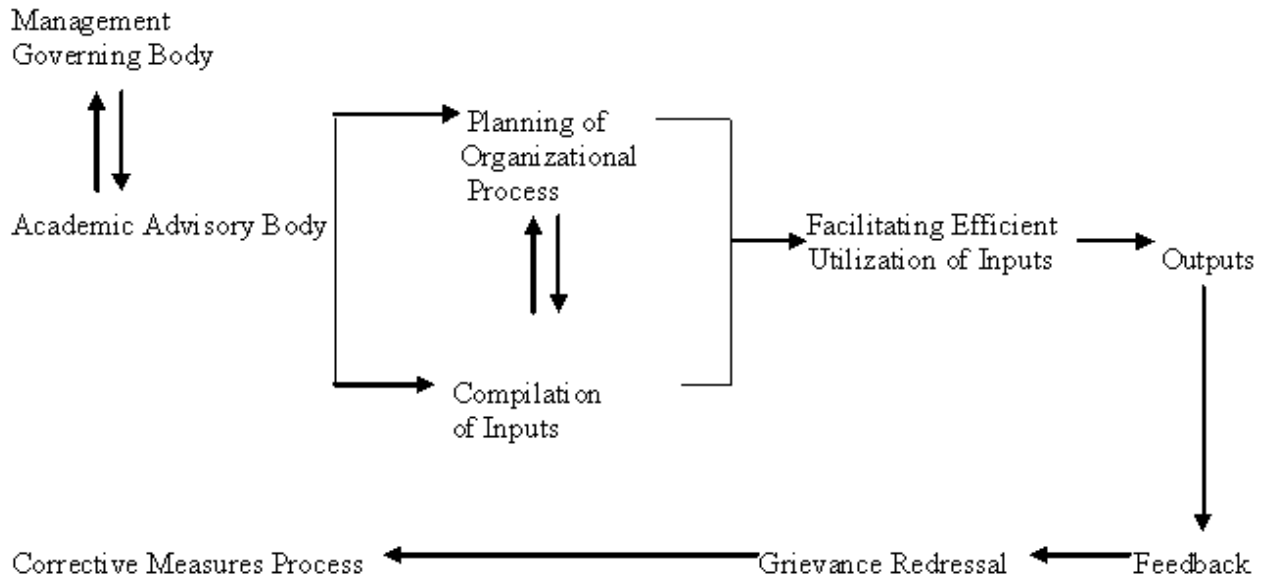 Management
Governing Body
Academic Advisory Body
Planning of
Organizational
Process
Compilation
of Inputs
Facilitating Efficient
Utilization of Inputs
Outputs
Feedback
Grievance Redressal
Corrective Measures Process